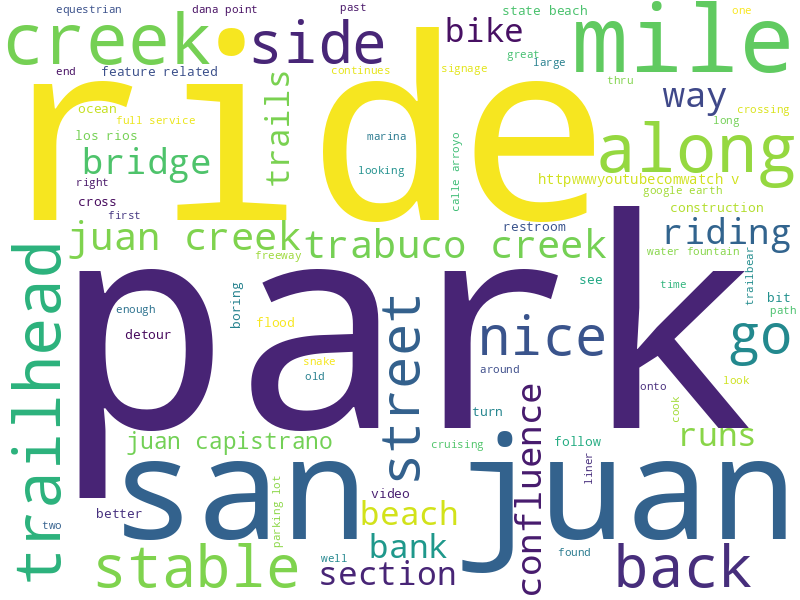 equestrian
dana point
past
state beach
one
creek
side
bike
mile
great
large
end
feature related
continues
signage
thru
ride
trails
way
ocean
full service
crossing
los rios
marina
calle arroyo
long
along
bridge
looking
right
httpwwwyoutubecomwatch v
google earth
cross
first
construction
juan creek
restroom
riding
trabuco creek
freeway
water fountain
trailhead
park
see
time
trailbear
boring
enough
street
nice
bit
path
flood
detour
go
snake
old
around
onto
look
turn
confluence
cook
juan capistrano
cruising
follow
runs
san juan
parking lot
liner
video
better
beach
two
bank
well
found
stable
section
back